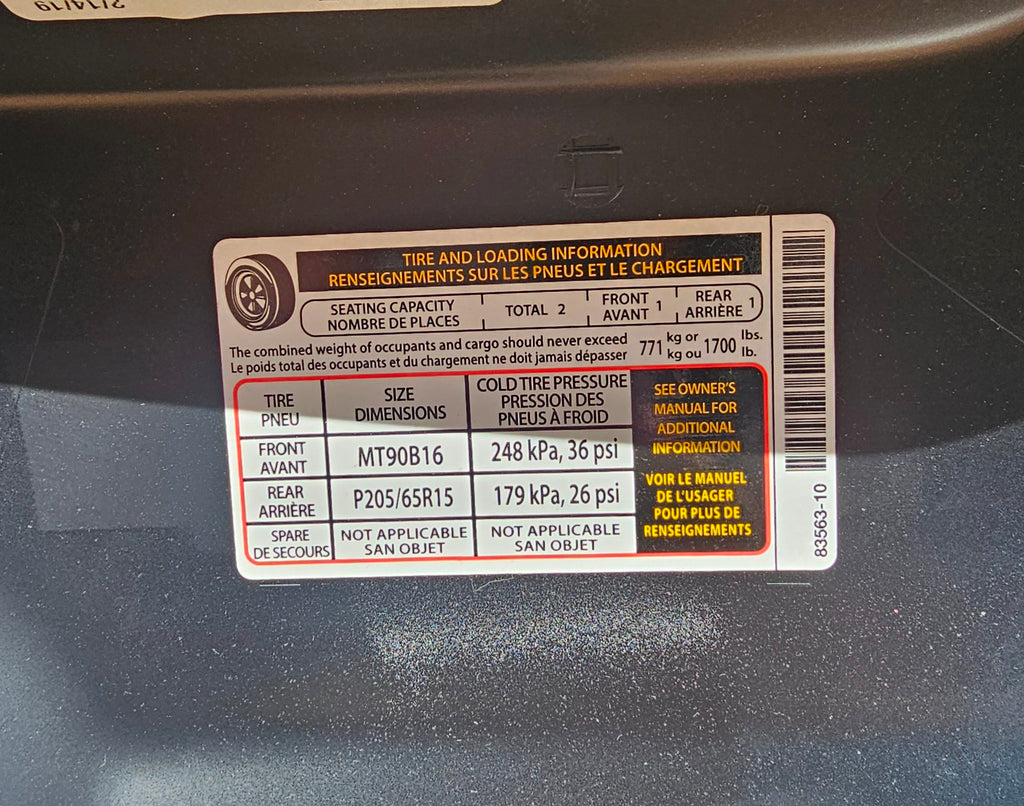 2/14/19
TIRE AND LOADING INFORMATION
RENSEIGNEMENTS SUR LES PNEUS ET LE CHARGEMENT
SEATING CAPACITY
NOMBRE DE PLACES
TOTAL 2
FRONT
AVANT 1
REAR
ARRIÈRE 1
The combined weight of occupants and cargo should never exceed
Le poids total des occupants et du chargement ne doit jamais dépasser
771 kg or
kg ou 1700 lbs.
lb.
TIRE
PNEU
SIZE
DIMENSIONS
COLD TIRE PRESSURE
PRESSION DES
PNEUS À FROID
FRONT
AVANT
MT90B16
248 kPa, 36 psi
REAR
ARRIÈRE
P205/65R15
179 kPa, 26 psi
SPARE
DE SECOURS
NOT APPLICABLE
SAN OBJET
NOT APPLICABLE
SAN OBJET
SEE OWNER'S
MANUAL FOR
ADDITIONAL
INFORMATION
VOIR LE MANUEL
DE L'USAGER
POUR PLUS DE
RENSEIGNEMENTS
83563-10